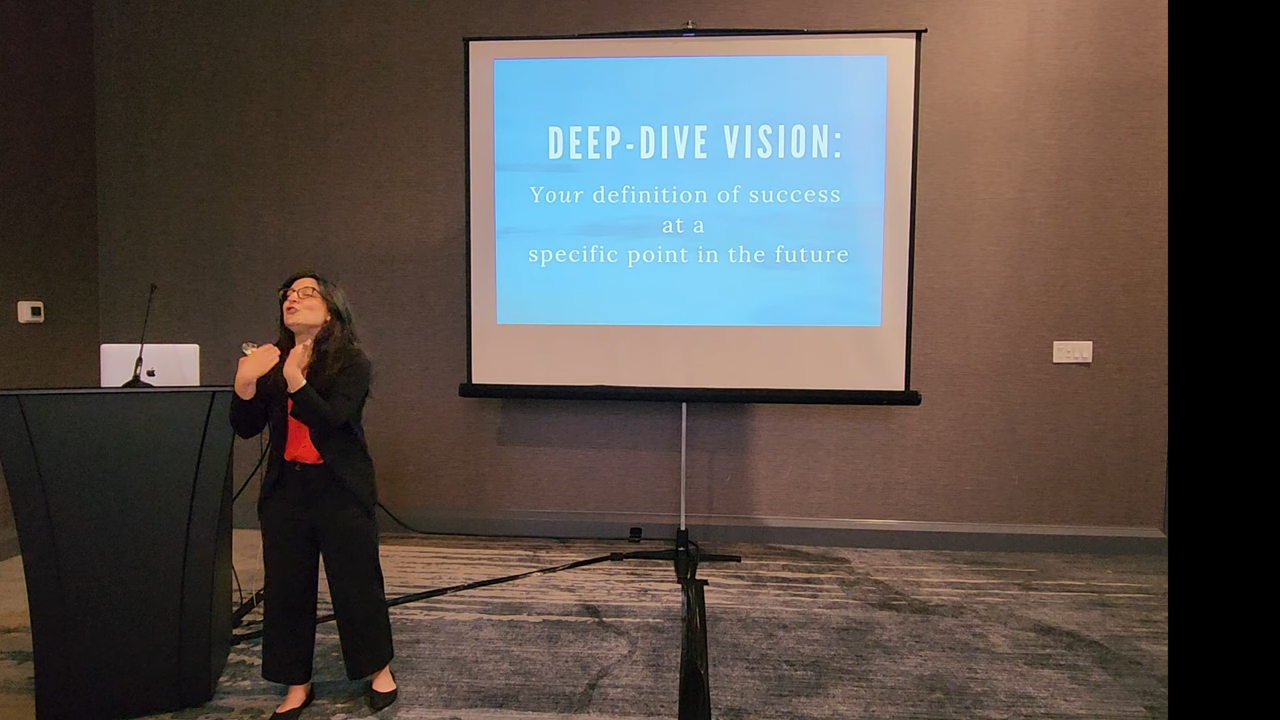 DEEP-DIVE VISION:
Your definition of success
at a
specific point in the future